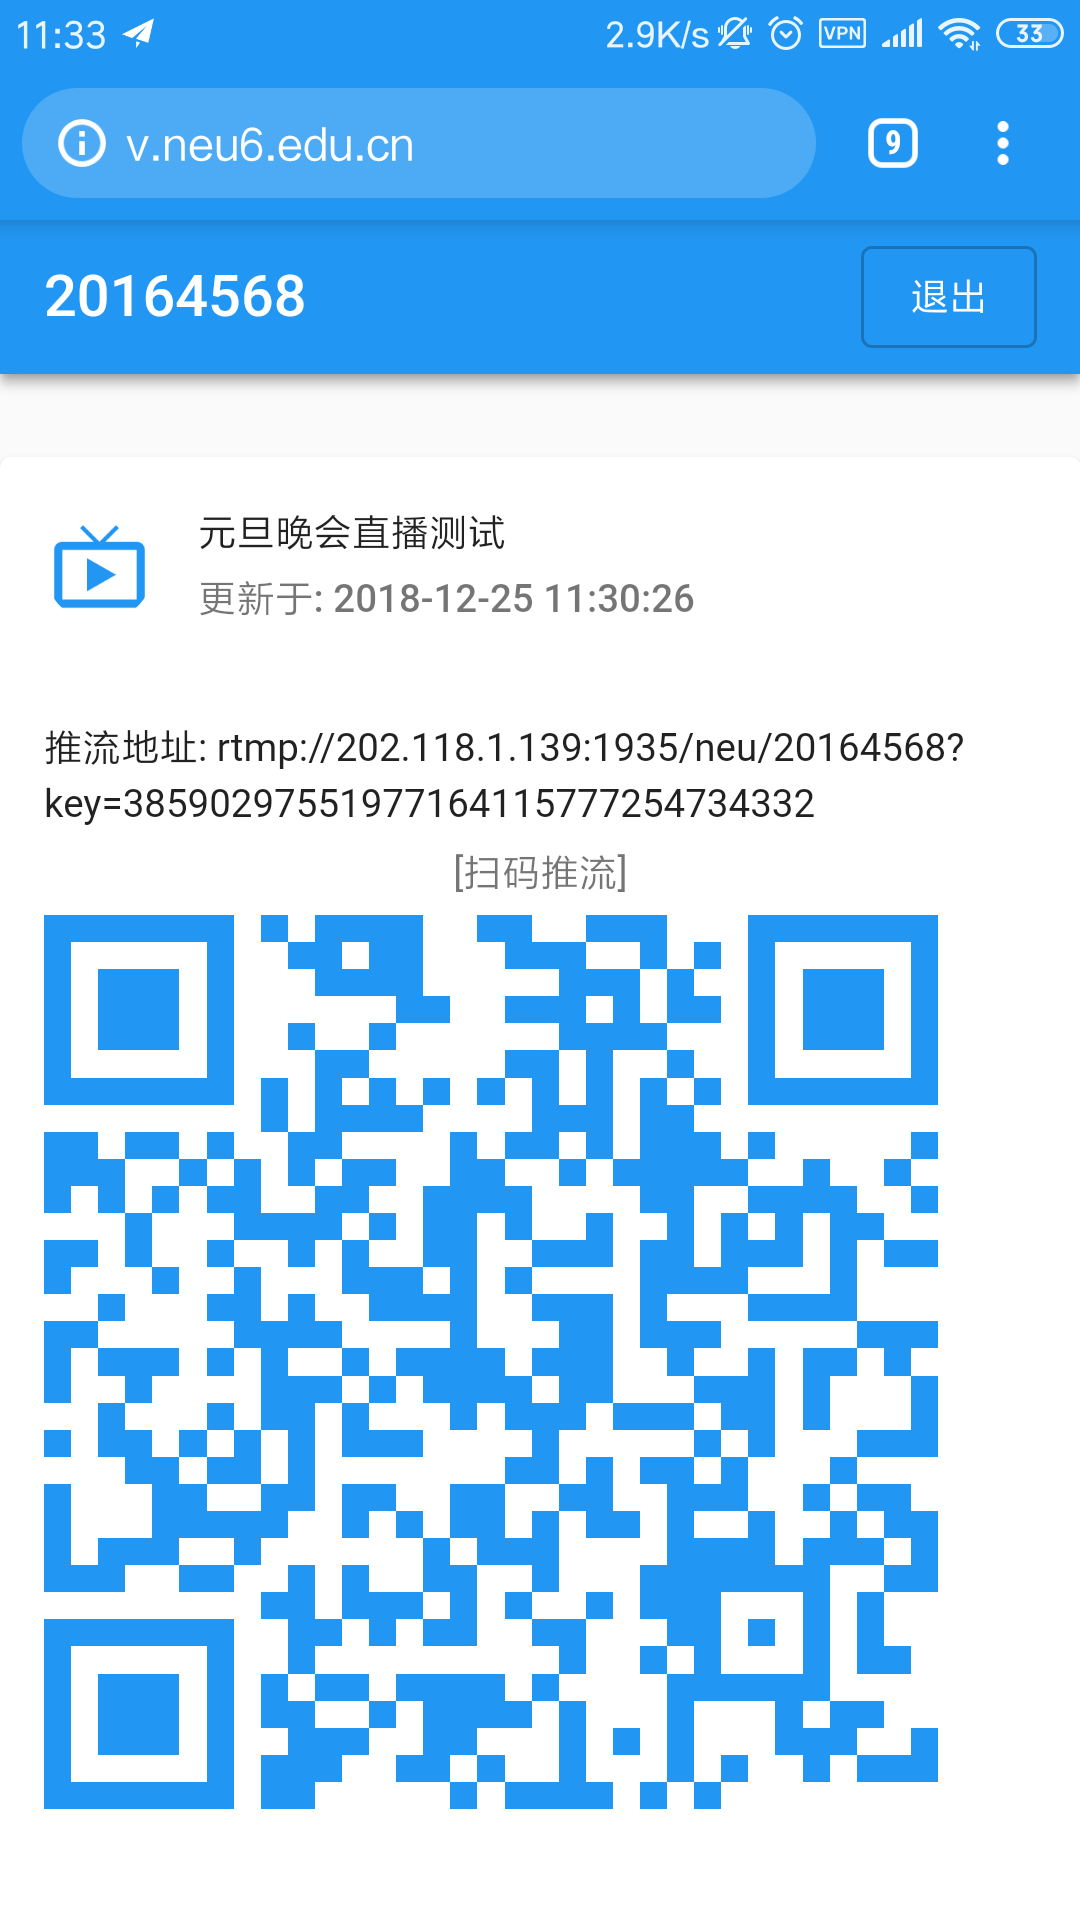 11:33
2.9K/s
VPN
33
v.neu6.edu.cn
9
20164568
退出
元旦晚会直播测试
更新于: 2018-12-25 11:30:26
推流地址: rtmp://202.118.1.139:1935/neu/20164568?
key=385902975519771641157772547343​32
[扫码推流]